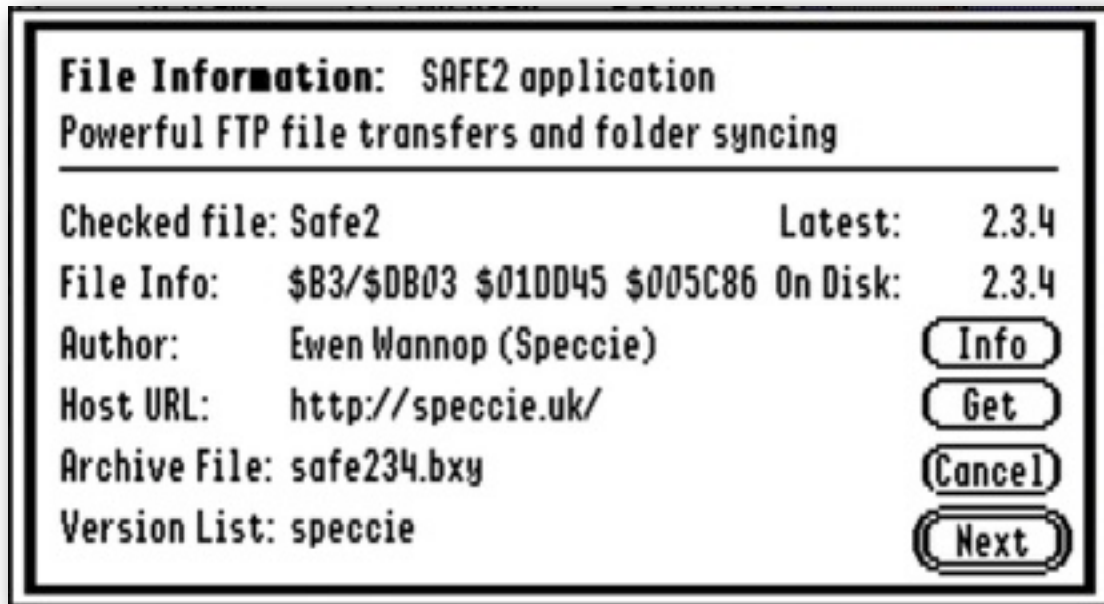 File Information: SAFE2 application
Powerful FTP file transfers and folder syncing
Checked file: Safe2 Latest: 2.3.4
File Info: $B3/$DB03 $01DD45 $005C86 On Disk: 2.3.4
Author: Ewen Wannop (Speccie) Info
Host URL: http://speccie.uk/ Get
Archive File: safe234.bxy Cancel
Version List: speccie Next